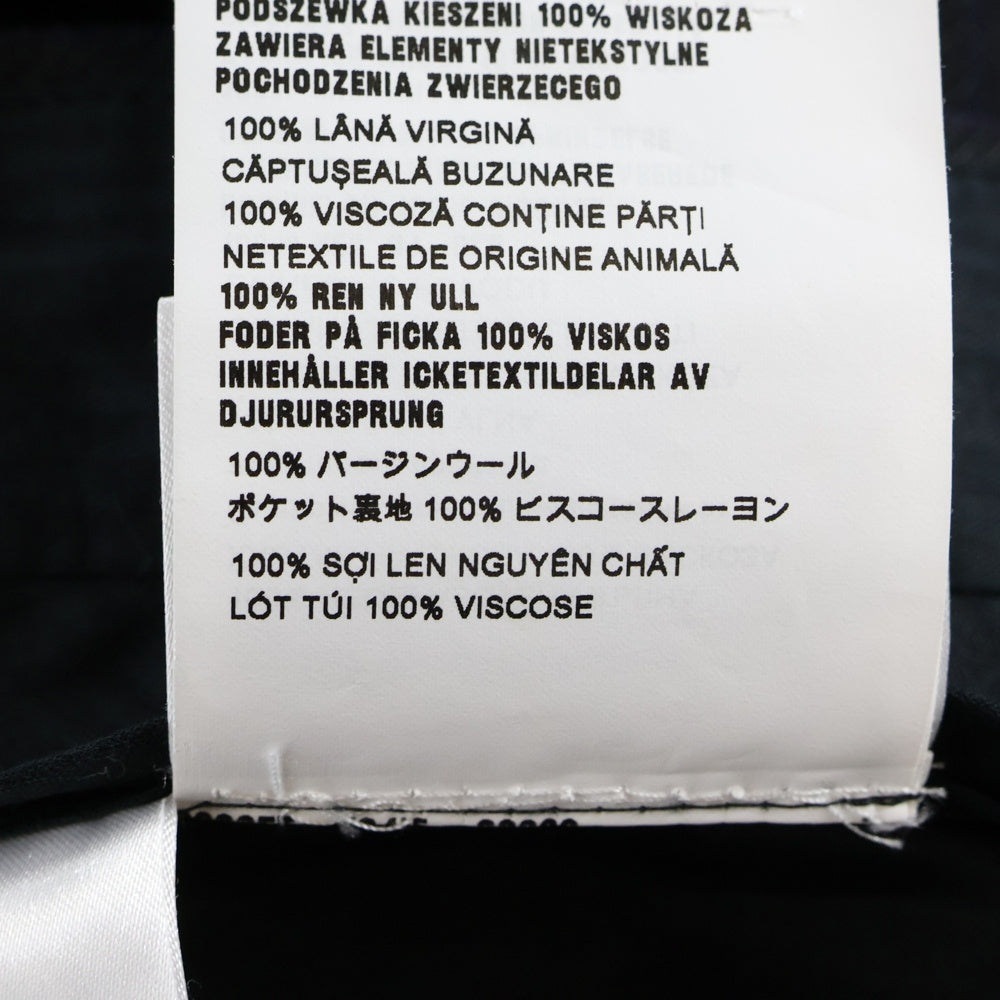 PODSZEWKA KIESZENI 100% WISKOZA
ZAWIERA ELEMENTY NIETEKSTYLNE
POCHODZENIA ZWIERZECEGO
100% LÂNĂ VIRGINĂ
CĂPTUȘEALĂ BUZUNARE
100% VISCOZĂ CONȚINE PĂRȚI
NETEXTILE DE ORIGINE ANIMALĂ
100% REN NY ULL
FODER PÅ FICKA 100% VISKOS
INNEHÅLLER ICKETEXTILDELAR AV
DJURURSPRUNG
100% バージンウール
ポケット裏地 100% ビスコースレーヨン
100% SỢI LEN NGUYÊN CHẤT
LÓT TÚI 100% VISCOSE